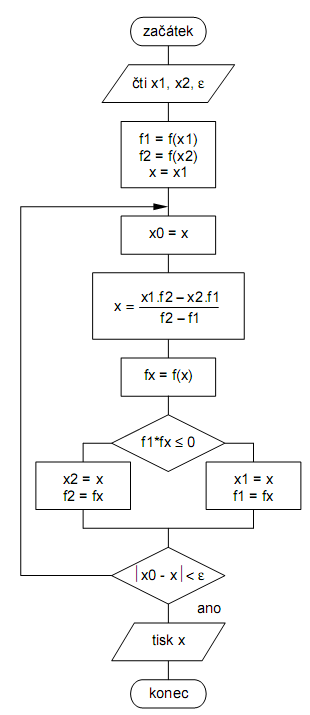 začátek
čti x1, x2, ε
f1 = f(x1)
f2 = f(x2)
x = x1
x0 = x
x = x1.f2 – x2.f1
f2 – f1
fx = f(x)
f1*fx ≤ 0
x2 = x
f2 = fx
x1 = x
f1 = fx
|x0 - x| < ε
ano
tisk x
konec